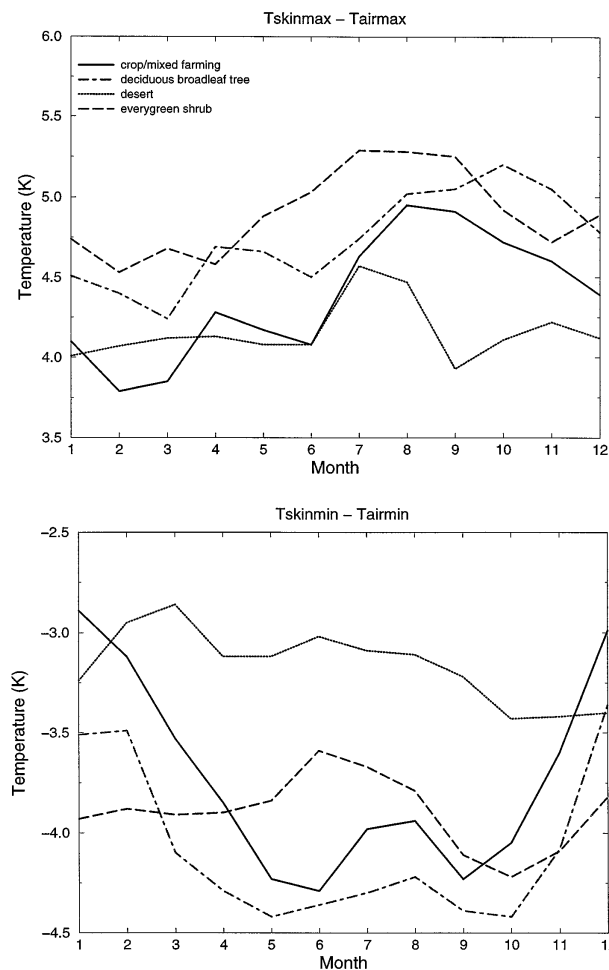 Tskinmax – Tairmax
6.0
crop/mixed farming
deciduous broadleaf tree
desert
everygreen shrub
5.5
5.0
4.5
4.0
3.5
Temperature (K)
1 2 3 4 5 6 7 8 9 10 11 12
Month
Tskinmin – Tairmin
−2.5
−3.0
−3.5
−4.0
−4.5
Temperature (K)
1 2 3 4 5 6 7 8 9 10 11 1
Month